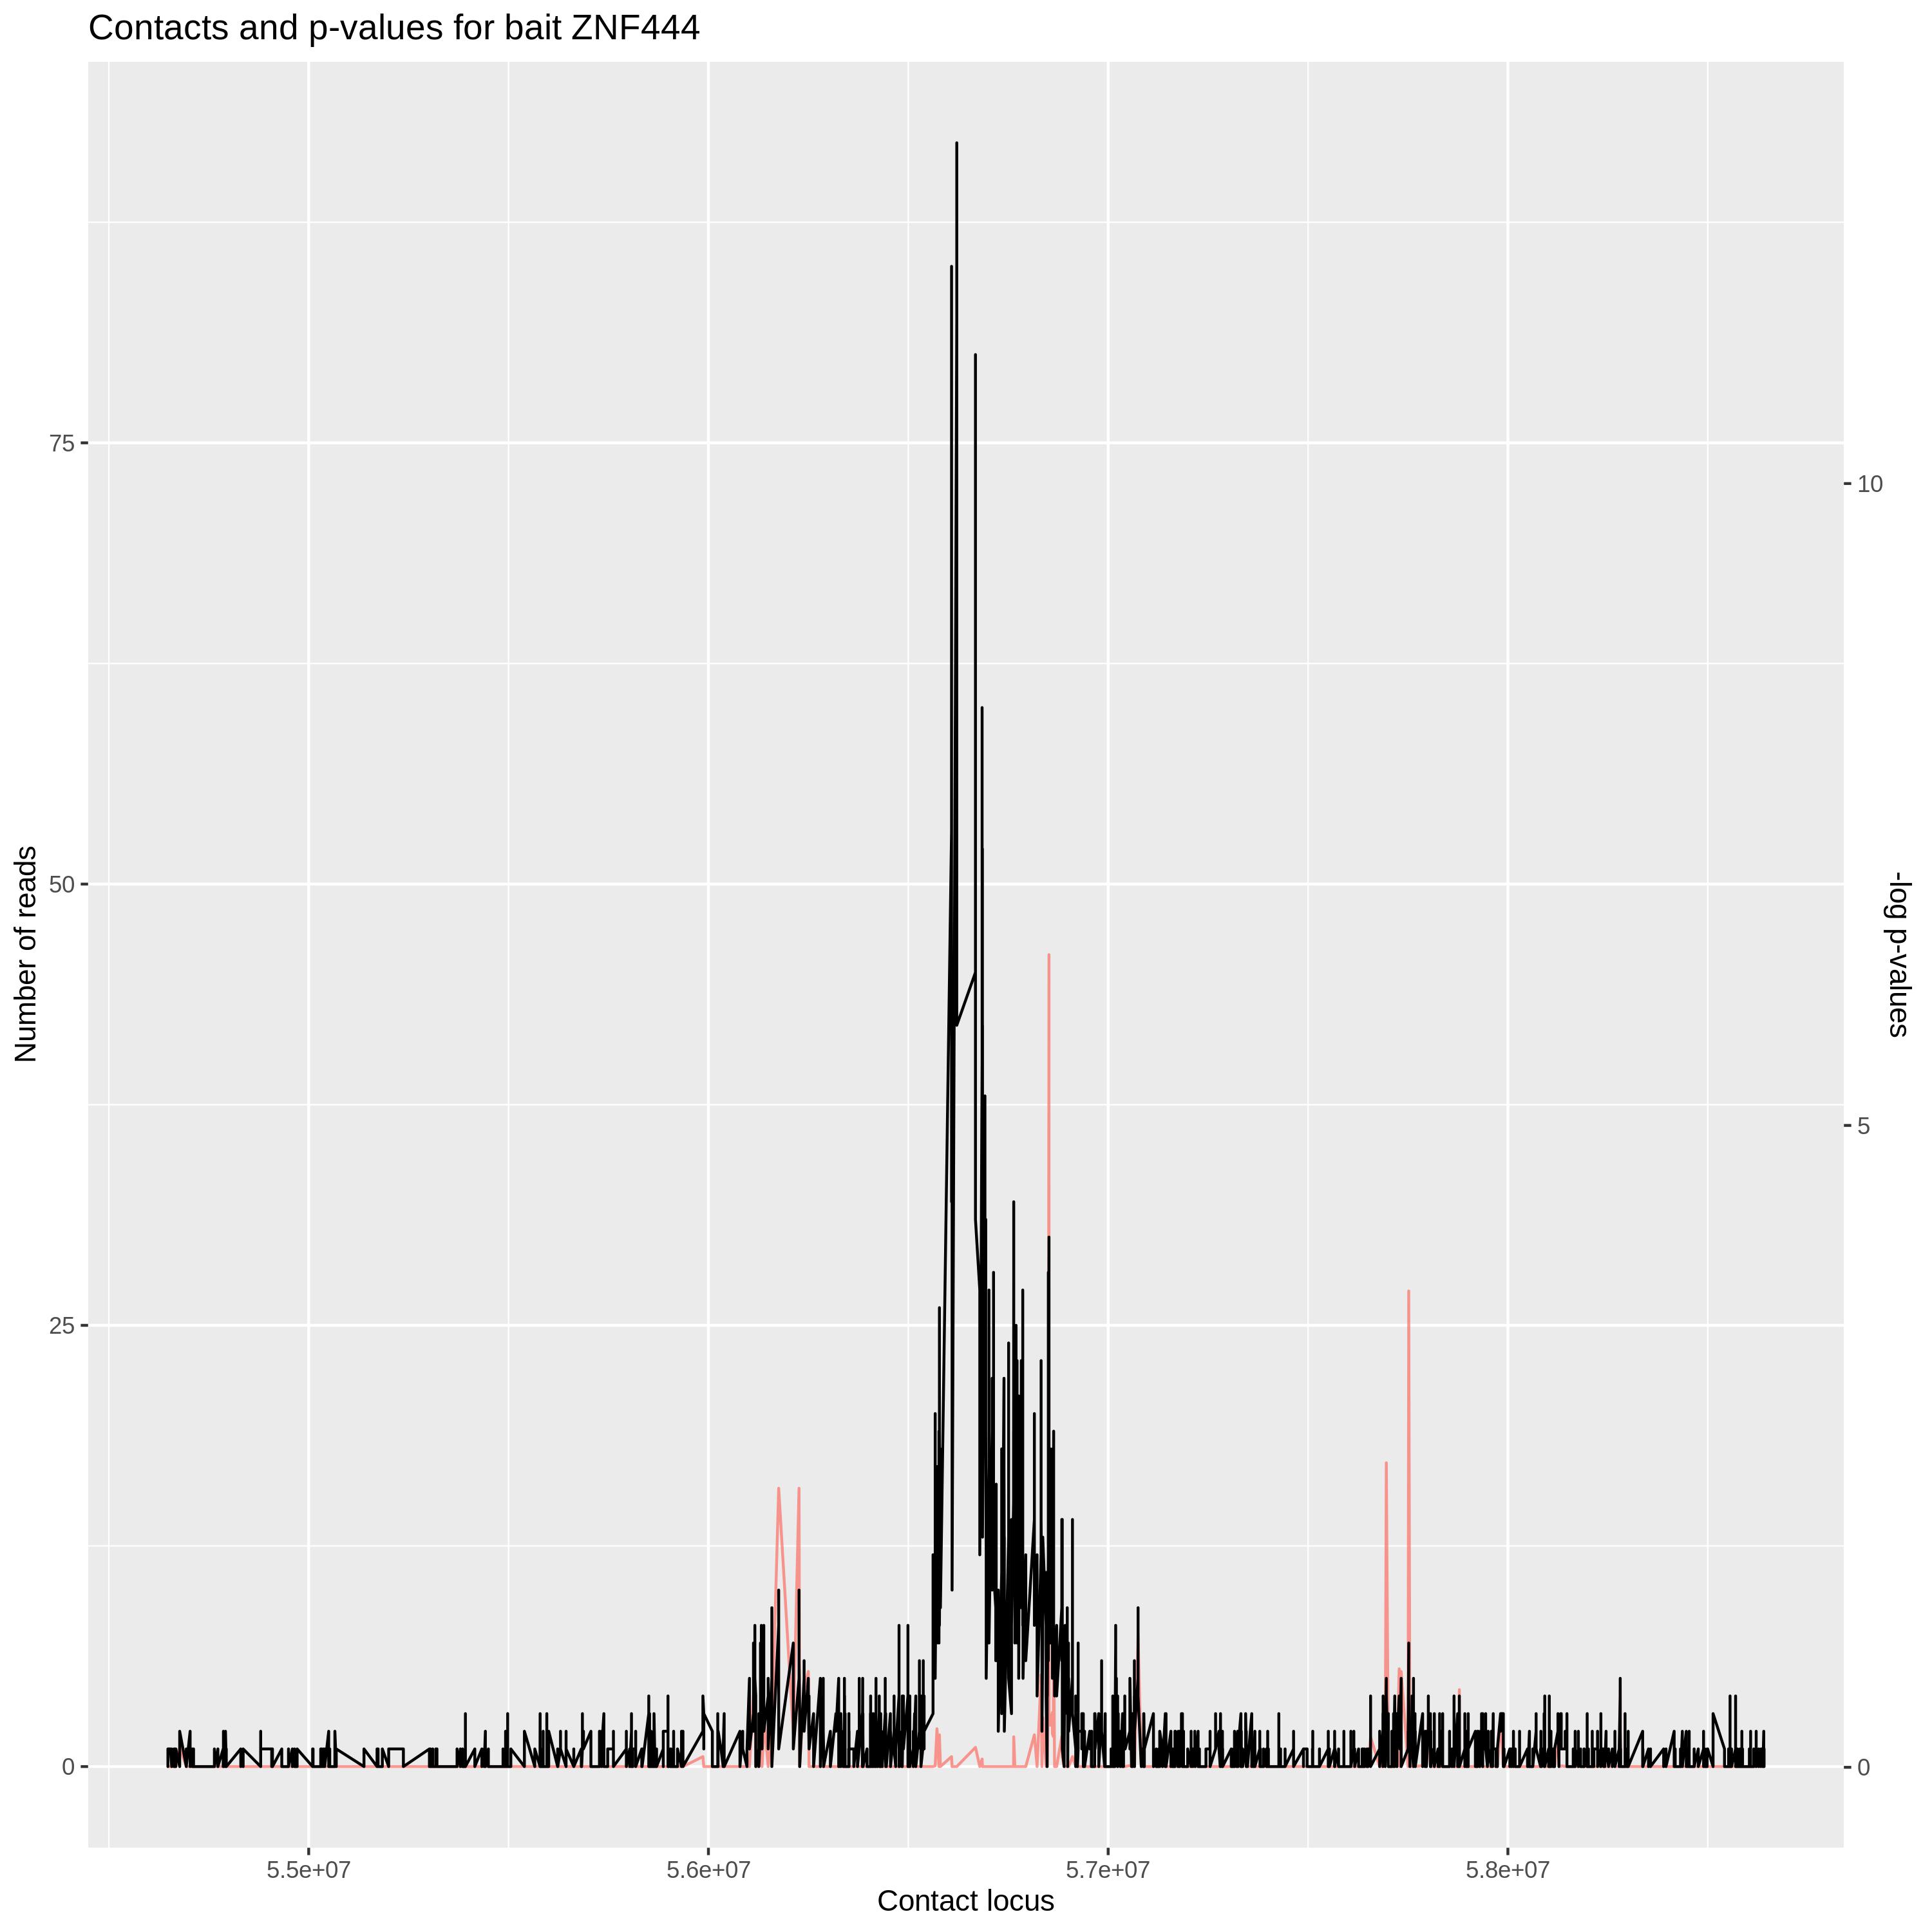 Contacts and p-values for bait ZNF444
Number of reads
75
50
25
0
10
5
0
-log p-values
5.5e+07
5.6e+07
5.7e+07
5.8e+07
Contact locus